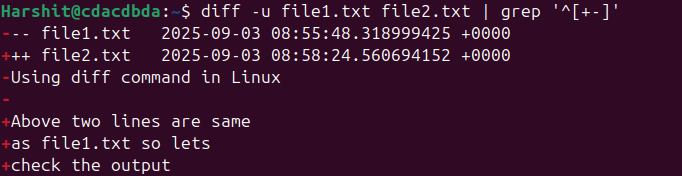 Harshit@cdacdbda:~$ diff -u file1.txt file2.txt | grep '^[+-]'
--- file1.txt   2025-09-03 08:55:48.318999425 +0000
+++ file2.txt   2025-09-03 08:58:24.560694152 +0000
-Using diff command in Linux
-
+Above two lines are same
+as file1.txt so lets
+check the output